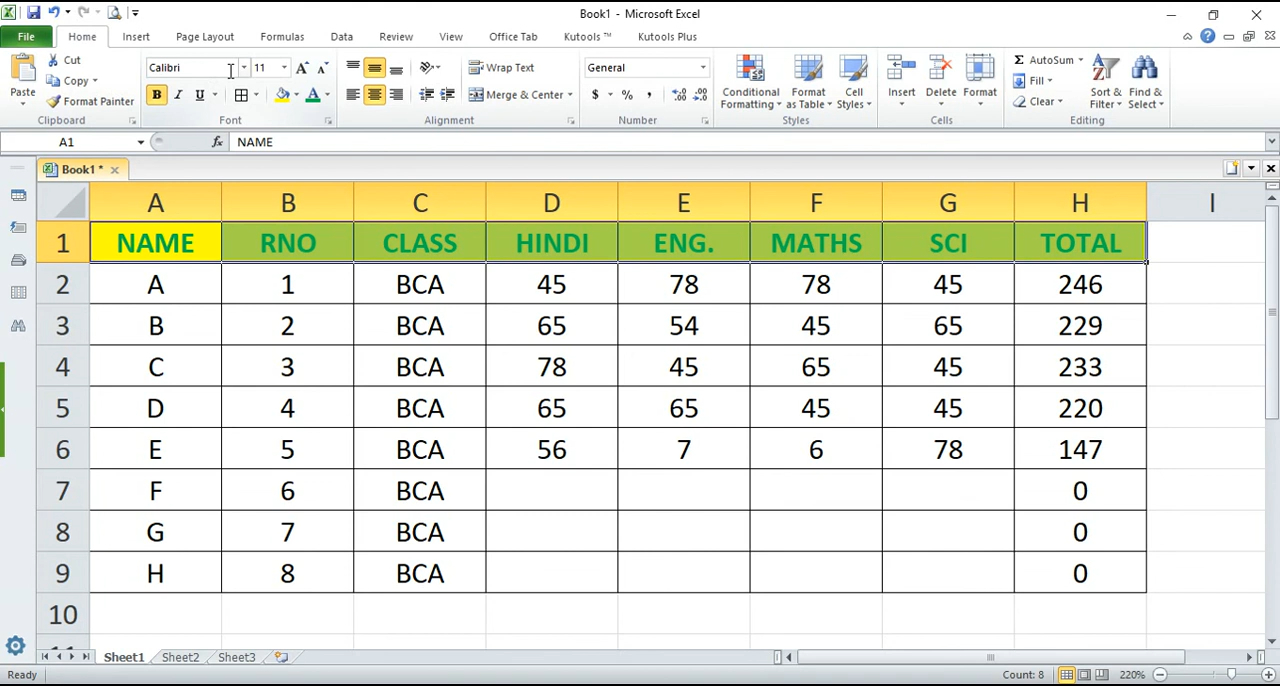 Book1 - Microsoft Excel
File Home Insert Page Layout Formulas Data Review View Office Tab Kutools ™ Kutools Plus
Paste Cut Copy Format Painter Clipboard
Calibri 11 B I U A Font
Wrap Text Merge & Center Alignment
General $ % , Number
Conditional Formatting Format as Table Cell Styles Styles
Insert Delete Format Cells
Σ AutoSum Fill Clear Sort & Filter Find & Select Editing
A1 fx NAME
Book1 *
A B C D E F G H I
1 NAME RNO CLASS HINDI ENG. MATHS SCI TOTAL
2 A 1 BCA 45 78 78 45 246
3 B 2 BCA 65 54 45 65 229
4 C 3 BCA 78 45 65 45 233
5 D 4 BCA 65 65 45 45 220
6 E 5 BCA 56 7 6 78 147
7 F 6 BCA 0
8 G 7 BCA 0
9 H 8 BCA 0
10
Sheet1 Sheet2 Sheet3
Ready Count: 8 220%